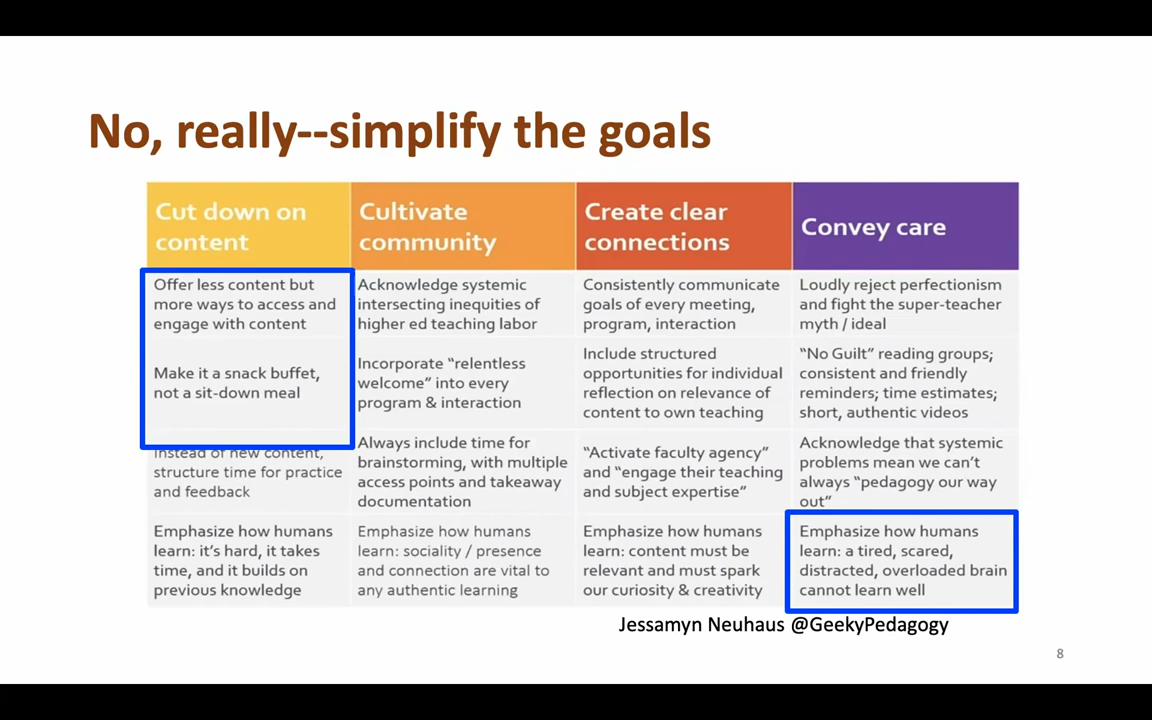 No, really--simplify the goals
Cut down on
content
Cultivate
community
Create clear
connections
Convey care
Offer less content but
more ways to access and
engage with content
Acknowledge systemic
intersecting inequities of
higher ed teaching labor
Consistently communicate
goals of every meeting,
program, interaction
Loudly reject perfectionism
and fight the super-teacher
myth / ideal
Make it a snack buffet,
not a sit-down meal
Incorporate “relentless
welcome” into every
program & interaction
Include structured
opportunities for individual
reflection on relevance of
content to own teaching
“No Guilt” reading groups;
consistent and friendly
reminders; time estimates;
short, authentic videos
Instead of new content,
structure time for practice
and feedback
Always include time for
brainstorming, with multiple
access points and takeaway
documentation
“Activate faculty agency”
and “engage their teaching
and subject expertise”
Acknowledge that systemic
problems mean we can’t
always “pedagogy our way
out”
Emphasize how humans
learn: it’s hard, it takes
time, and it builds on
previous knowledge
Emphasize how humans
learn: sociality / presence
and connection are vital to
any authentic learning
Emphasize how humans
learn: content must be
relevant and must spark
our curiosity & creativity
Emphasize how humans
learn: a tired, scared,
distracted, overloaded brain
cannot learn well
Jessamyn Neuhaus @GeekyPedagogy
8